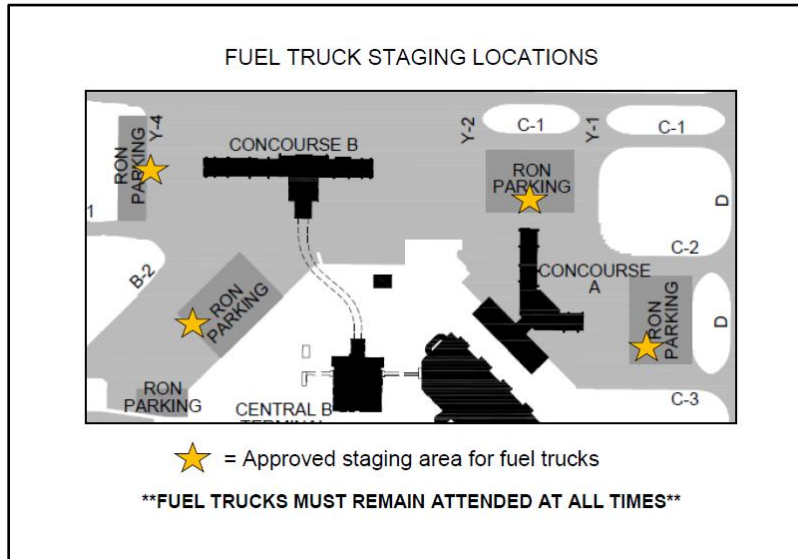 FUEL TRUCK STAGING LOCATIONS
Y-4
RON
PARKING
CONCOURSE B
Y-2
C-1
Y-1
C-1
RON
PARKING
D
C-2
1
B-2
RON
PARKING
CONCOURSE
A
RON
PARKING
D
RON
PARKING
CENTRAL B
TERMINAL
C-3
= Approved staging area for fuel trucks
**FUEL TRUCKS MUST REMAIN ATTENDED AT ALL TIMES**